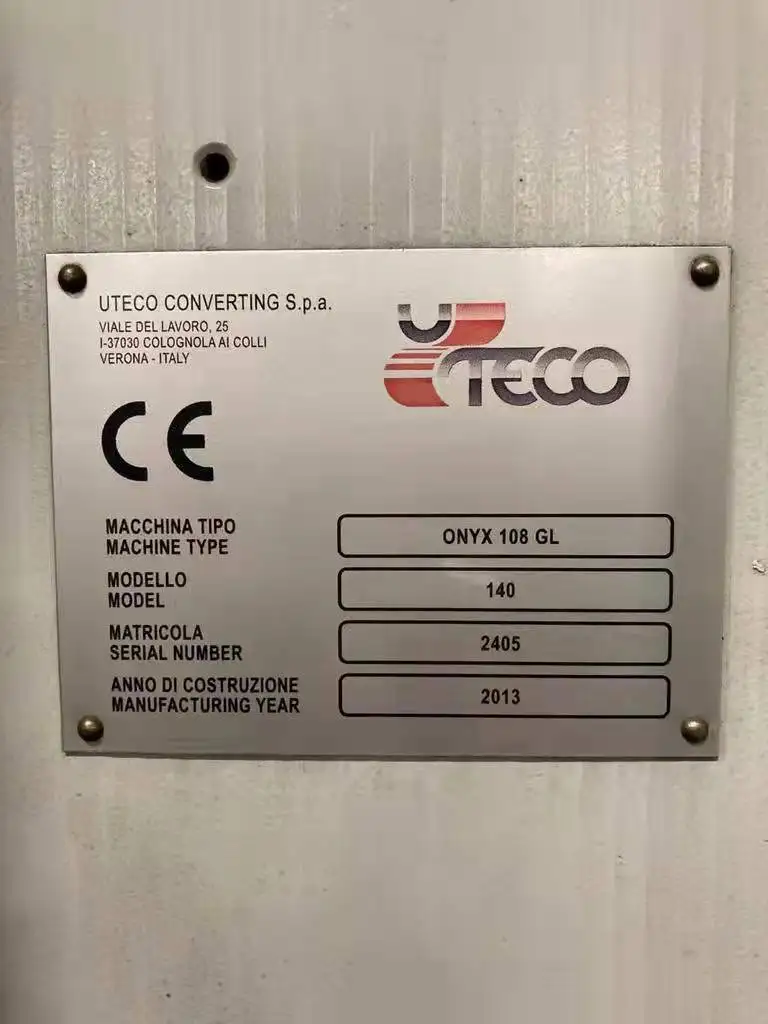 UTECO CONVERTING S.p.a.
VIALE DEL LAVORO, 25
I-37030 COLOGNOLA AI COLLI
VERONA - ITALY
UTECO
CE
MACCHINA TIPO
MACHINE TYPE
ONYX 108 GL
MODELLO
MODEL
140
MATRICOLA
SERIAL NUMBER
2405
ANNO DI COSTRUZIONE
MANUFACTURING YEAR
2013